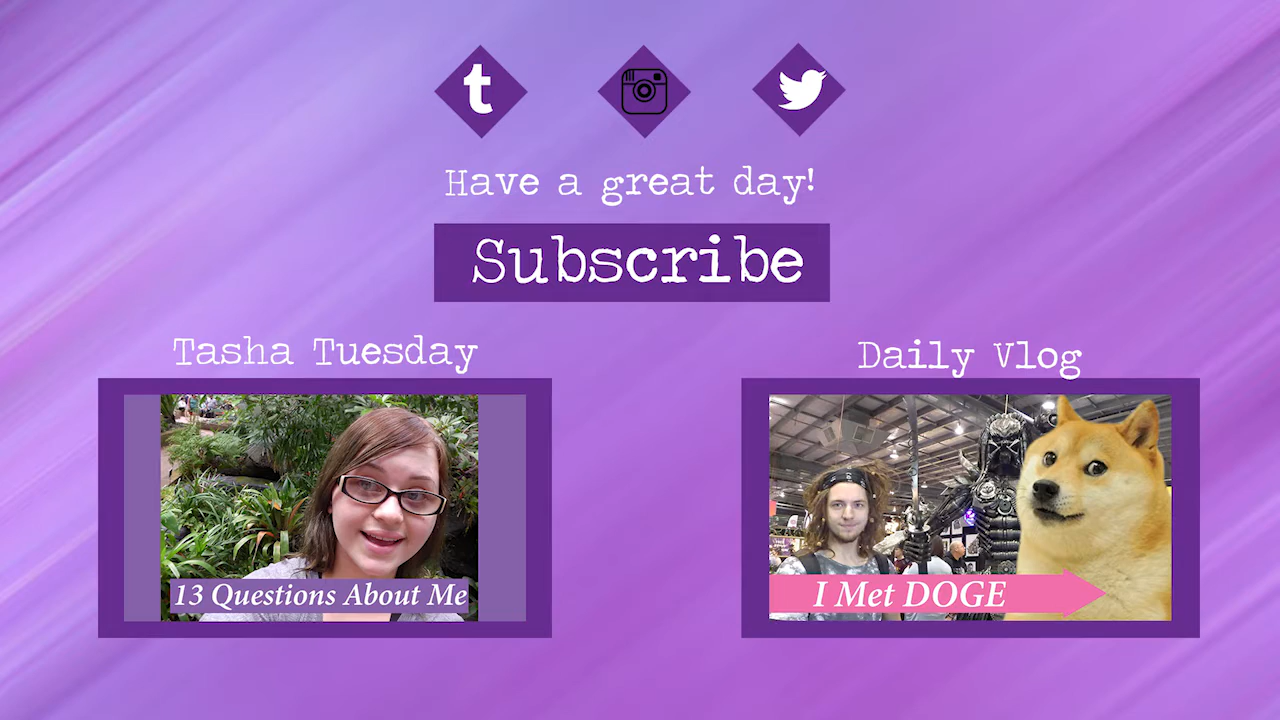 Have a great day!
Subscribe
Tasha Tuesday
Daily Vlog
13 Questions About Me
I Met DOGE